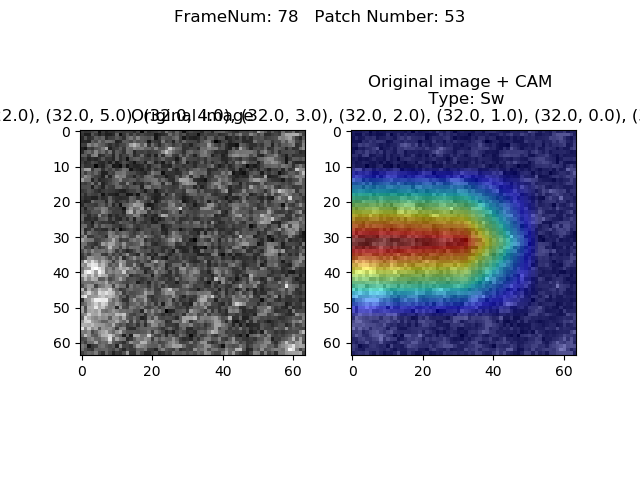 FrameNum: 78   Patch Number: 53
Original image + CAM
Type: Sw
2.0), (32.0, 5.0), (32.0, 4.0), (32.0, 3.0), (32.0, 2.0), (32.0, 1.0), (32.0, 0.0), (
Original image
0
10
20
30
40
50
60
0 20 40 60
0
10
20
30
40
50
60
0 20 40 60